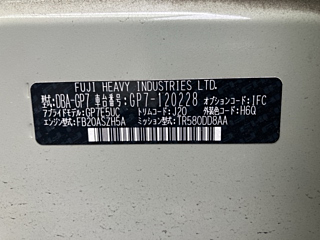 FUJI HEAVY INDUSTRIES LTD.
型式:DBA-GP7 車台番号:GP7-120228 オプションコード:IFC
アプライドモデル:GP7E5UC トリムコード:J20 外装色コード:H6Q
エンジン型式:FB20ASZH5A ミッション型式:TR580DD8AA